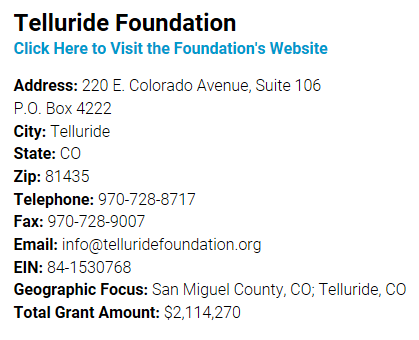 Telluride Foundation
Click Here to Visit the Foundation's Website
Address: 220 E. Colorado Avenue, Suite 106
P.O. Box 4222
City: Telluride
State: CO
Zip: 81435
Telephone: 970-728-8717
Fax: 970-728-9007
Email: info@telluridefoundation.org
EIN: 84-1530768
Geographic Focus: San Miguel County, CO; Telluride, CO
Total Grant Amount: $2,114,270